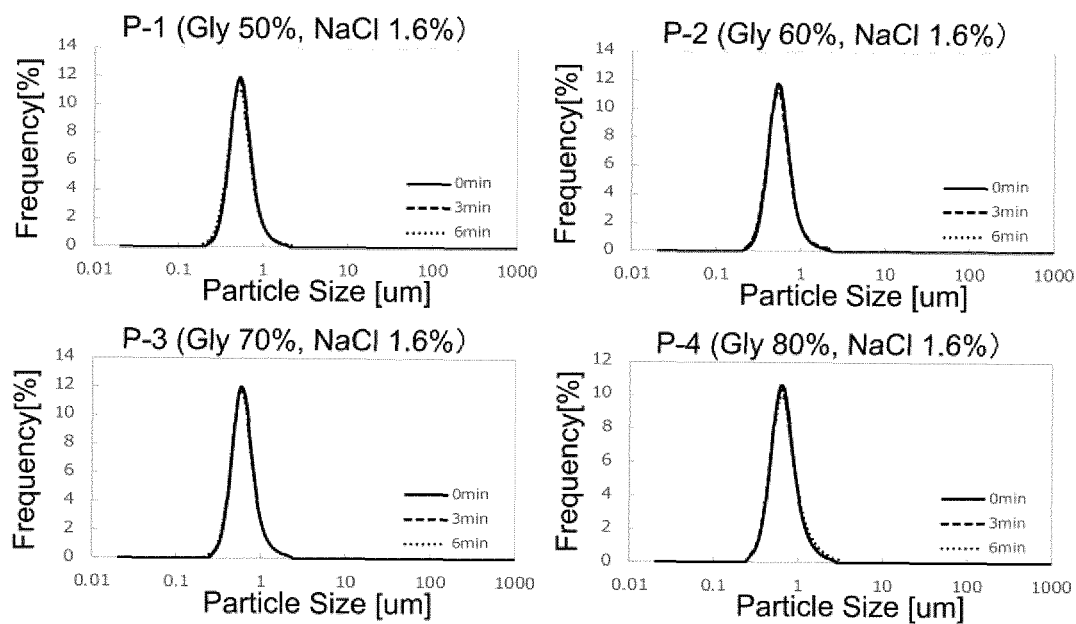 P-1 (Gly 50%, NaCl 1.6%)
14
12
10
8
6
4
2
0
Frequency[%]
0min
3min
6min
0.01 0.1 1 10 100 1000
Particle Size [um]
P-2 (Gly 60%, NaCl 1.6%)
14
12
10
8
6
4
2
0
Frequency[%]
0min
3min
6min
0.01 0.1 1 10 100 1000
Particle Size [um]
P-3 (Gly 70%, NaCl 1.6%)
14
12
10
8
6
4
2
0
Frequency[%]
0min
3min
6min
0.01 0.1 1 10 100 1000
Particle Size [um]
P-4 (Gly 80%, NaCl 1.6%)
12
10
8
6
4
2
0
Frequency[%]
0min
3min
6min
0.01 0.1 1 10 100 1000
Particle Size [um]